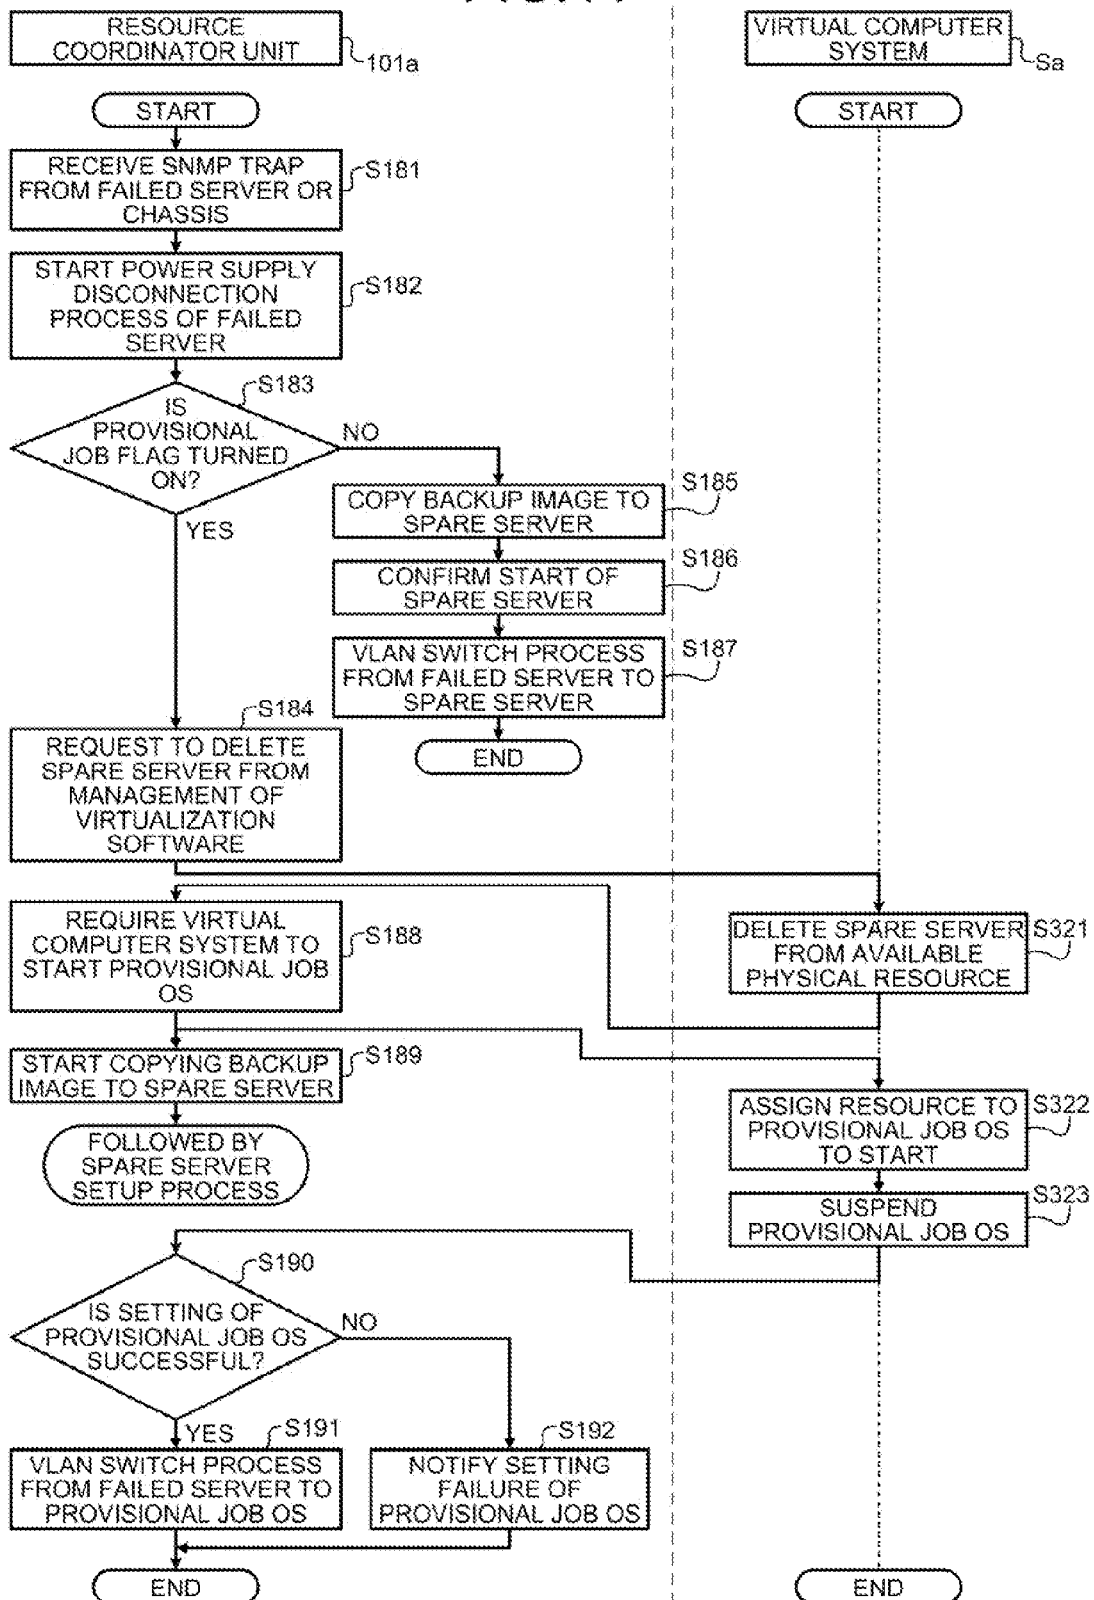 RESOURCE
COORDINATOR UNIT
101a
VIRTUAL COMPUTER
SYSTEM
Sa
START
START
RECEIVE SNMP TRAP
FROM FAILED SERVER OR
CHASSIS
S181
START POWER SUPPLY
DISCONNECTION
PROCESS OF FAILED
SERVER
S182
S183
IS
PROVISIONAL
JOB FLAG TURNED
ON?
NO
YES
COPY BACKUP IMAGE TO
SPARE SERVER
S185
CONFIRM START OF
SPARE SERVER
S186
VLAN SWITCH PROCESS
FROM FAILED SERVER TO
SPARE SERVER
S187
END
S184
REQUEST TO DELETE
SPARE SERVER FROM
MANAGEMENT OF
VIRTUALIZATION
SOFTWARE
DELETE SPARE SERVER
FROM AVAILABLE
PHYSICAL RESOURCE
S321
REQUIRE VIRTUAL
COMPUTER SYSTEM TO
START PROVISIONAL JOB
OS
S188
START COPYING BACKUP
IMAGE TO SPARE SERVER
S189
FOLLOWED BY
SPARE SERVER
SETUP PROCESS
ASSIGN RESOURCE TO
PROVISIONAL JOB OS
TO START
S322
SUSPEND
PROVISIONAL JOB OS
S323
S190
IS SETTING OF
PROVISIONAL JOB OS
SUCCESSFUL?
NO
YES
S191
VLAN SWITCH PROCESS
FROM FAILED SERVER TO
PROVISIONAL JOB OS
S192
NOTIFY SETTING
FAILURE OF
PROVISIONAL JOB OS
END
END